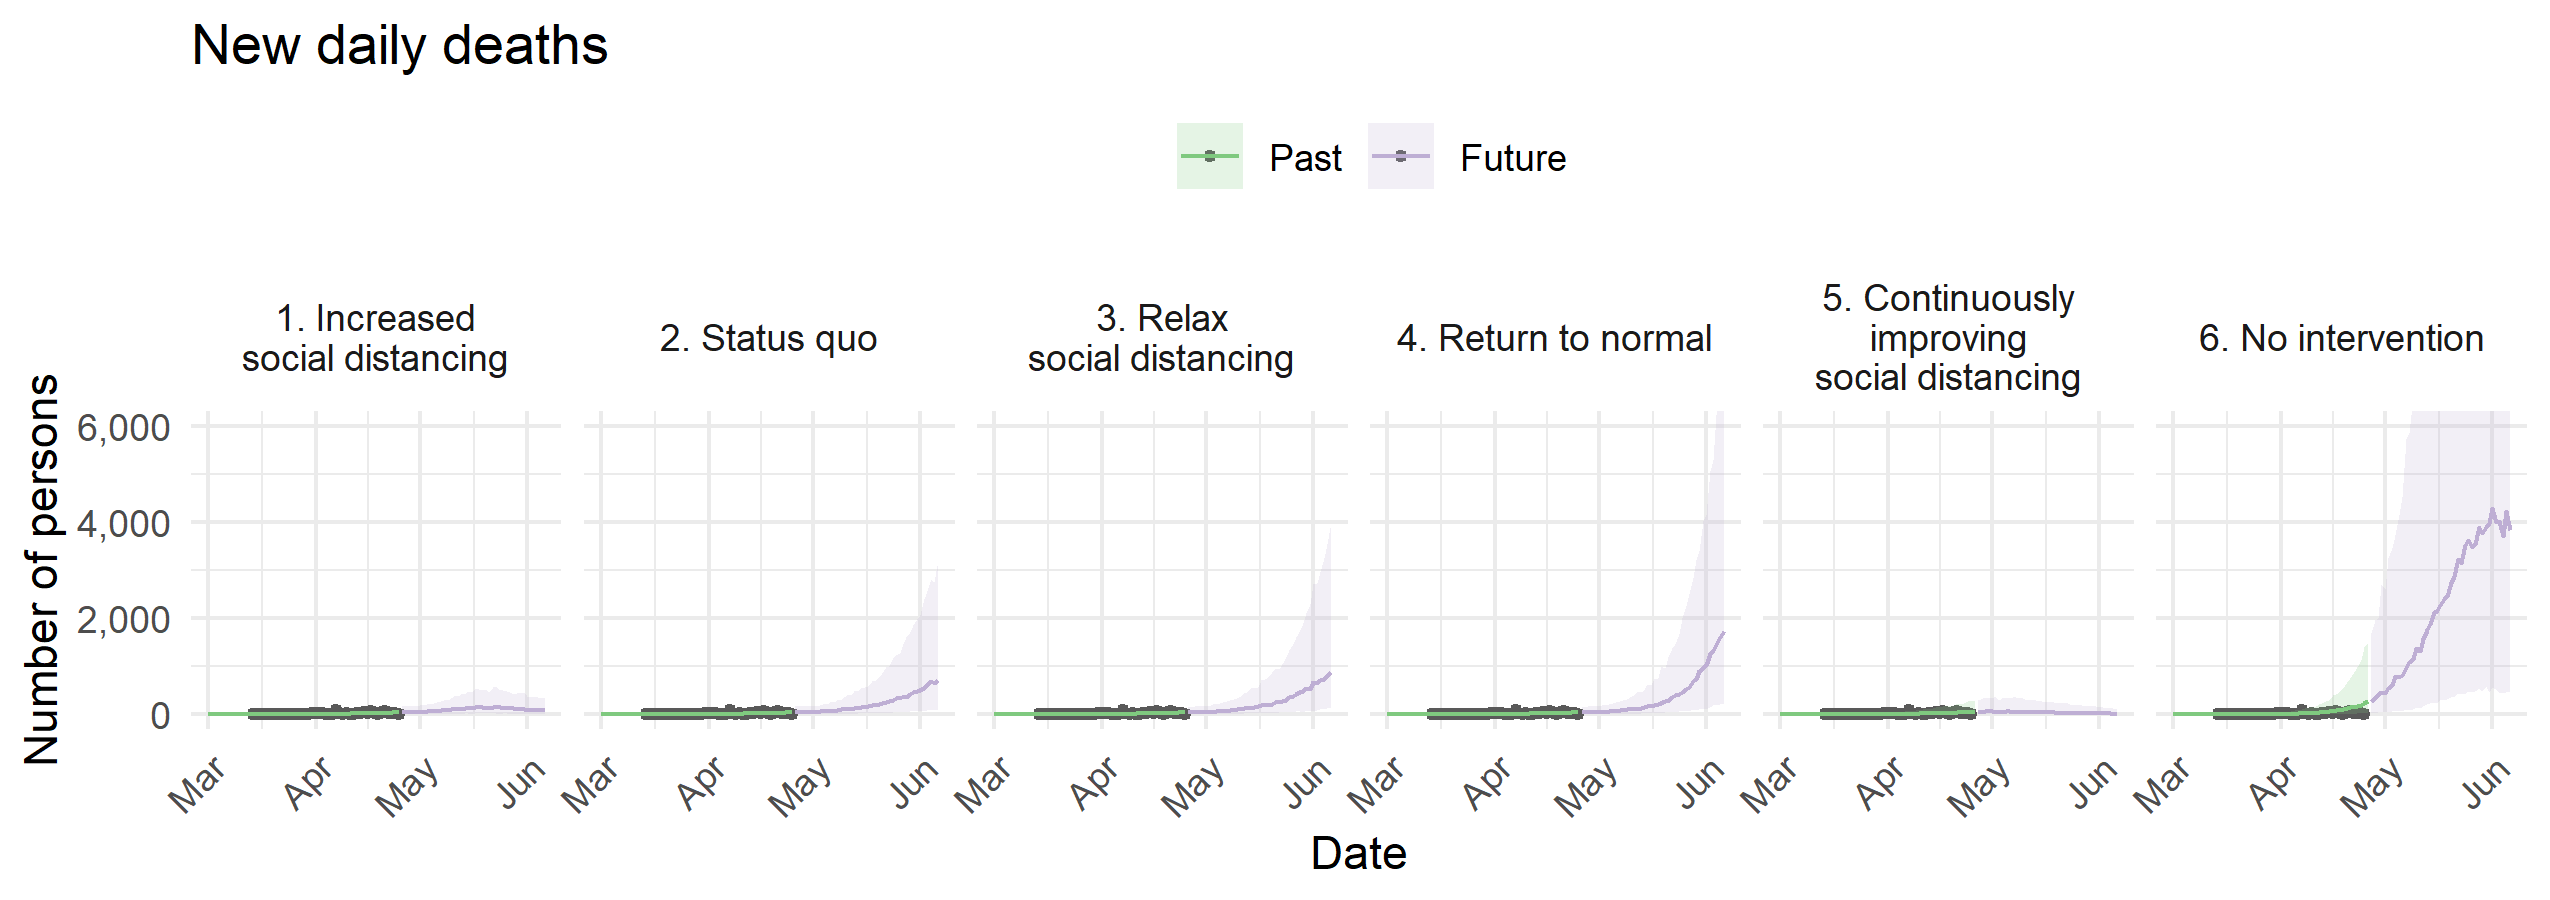 New daily deaths
Past Future
1. Increased
social distancing
2. Status quo
3. Relax
social distancing
4. Return to normal
5. Continuously
improving
social distancing
6. No intervention
Number of persons
6,000
4,000
2,000
0
Mar Apr May Jun Mar Apr May Jun Mar Apr May Jun Mar Apr May Jun Mar Apr May Jun Mar Apr May Jun
Date